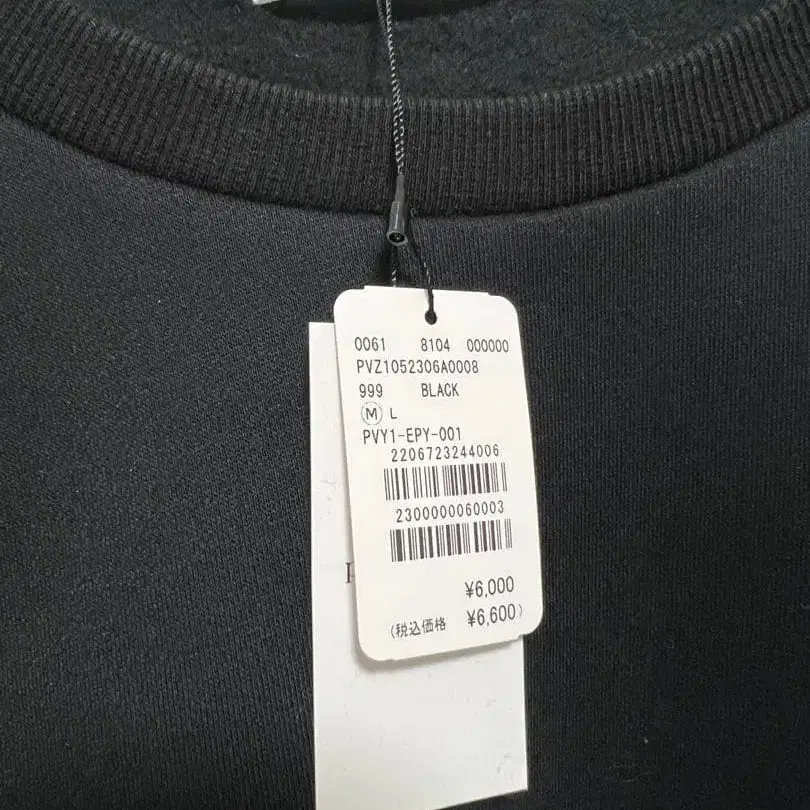 0061 8104 000000
PVZ1052306A0008
999 BLACK
M L
PVY1-EPY-001
2206723244006
2300000060003
¥6,000
(税込価格 ¥6,600)